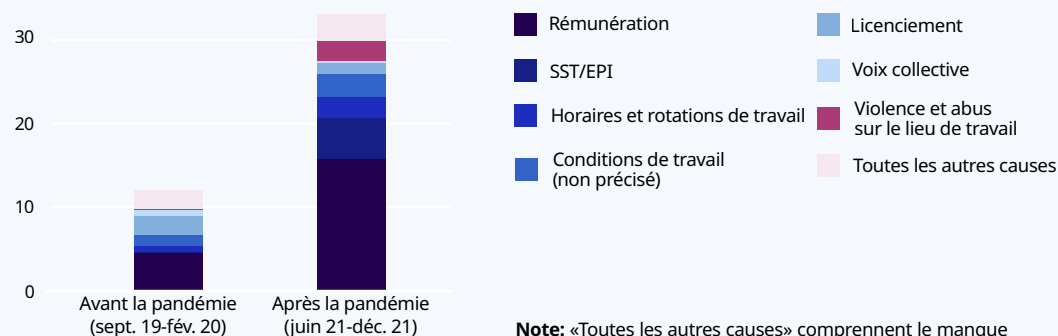 30
20
10
0
Avant la pandémie
(sept. 19-fév. 20)
Après la pandémie
(juin 21-déc. 21)
Rémunération
SST/EPI
Horaires et rotations de travail
Conditions de travail
(non précisé)
Licenciement
Voix collective
Violence et abus
sur le lieu de travail
Toutes les autres causes
Note: «Toutes les autres causes» comprennent le manque